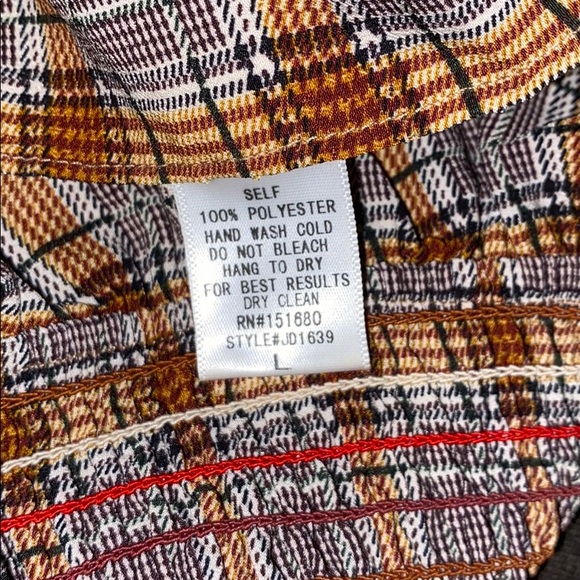 SELF
100% POLYESTER
HAND WASH COLD
DO NOT BLEACH
HANG TO DRY
FOR BEST RESULTS
DRY CLEAN
RN#151680
STYLE#JD1639
L